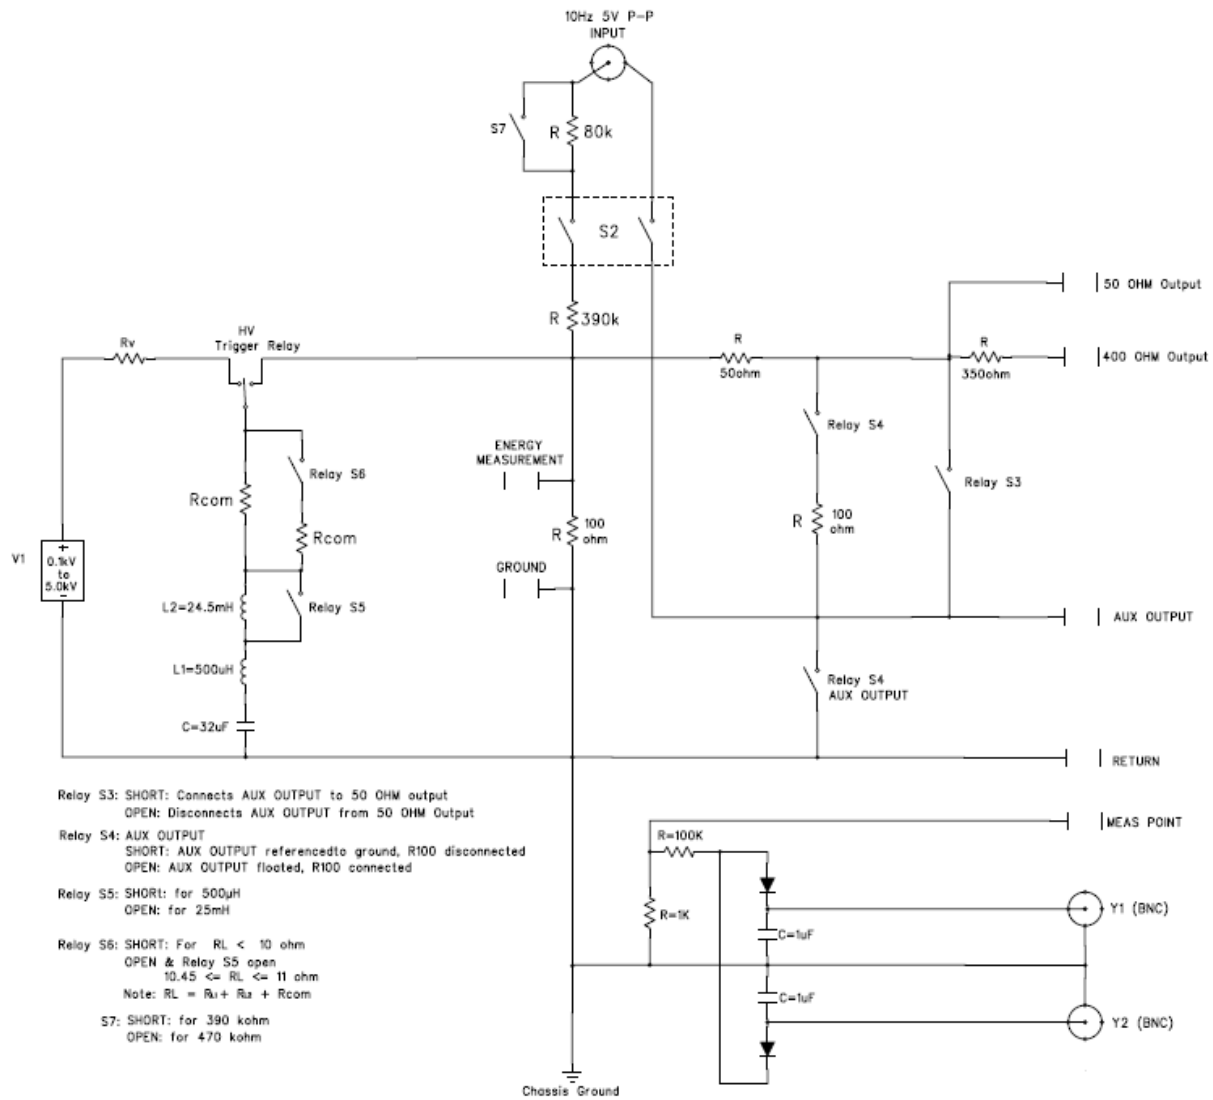 10Hz 5V P-P
INPUT
S7
R 80k
S2
R 390k
50 OHM Output
HV
Trigger Relay
Rv
R
50ohm
R
350ohm
400 OHM Output
Relay S4
ENERGY
MEASUREMENT
Relay S6
Relay S3
Rcom
R 100
ohm
R 100
ohm
Rcom
V1
+
0.1kV
to
5.0kV
-
GROUND
L2=24.5mH
Relay S5
AUX OUTPUT
L1=500uH
Relay S4
AUX OUTPUT
C=32uF
RETURN
Relay S3: SHORT: Connects AUX OUTPUT to 50 OHM output
OPEN: Disconnects AUX OUTPUT from 50 OHM Output
Relay S4: AUX OUTPUT
SHORT: AUX OUTPUT referencedto ground, R100 disconnected
OPEN: AUX OUTPUT floated, R100 connected
Relay S5: SHORt: for 500µH
OPEN: for 25mH
Relay S6: SHORT: For RL < 10 ohm
OPEN & Relay S5 open
10.45 <= RL <= 11 ohm
Note: RL = RL1 + RL2 + Rcom
S7: SHORT: for 390 kohm
OPEN: for 470 kohm
MEAS POINT
R=100K
R=1K
Y1 (BNC)
C=1uF
C=1uF
Y2 (BNC)
Chassis Ground